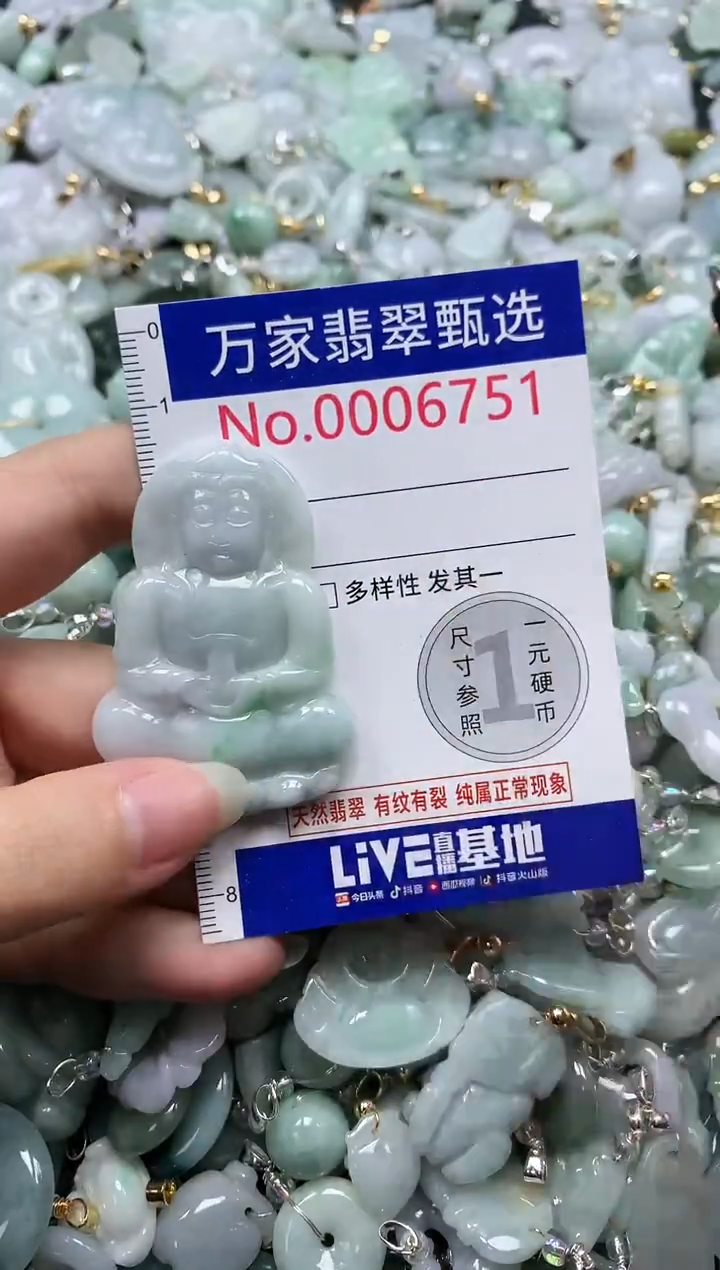 0
万家翡翠甄选
1
No.0006751
多样性 发其一
尺寸参照
1
一元硬币
天然翡翠 有纹有裂 纯属正常现象
LIVE直播基地
8
今日头条 抖音 西瓜视频 抖音火山版